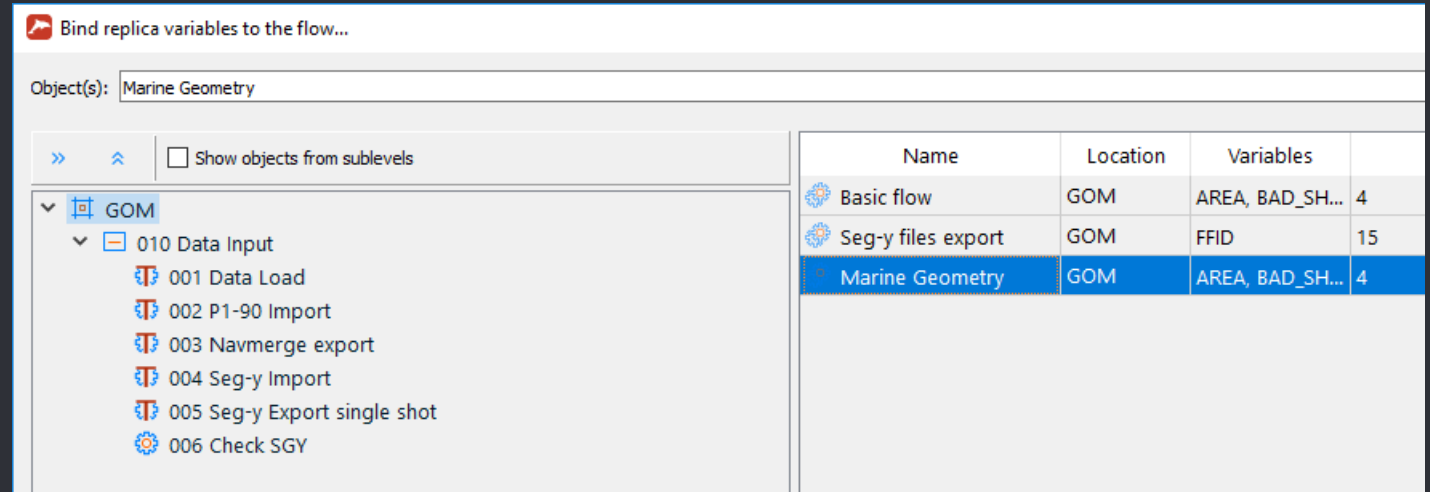 Bind replica variables to the flow...
Object(s): Marine Geometry
Show objects from sublevels
GOM
010 Data Input
001 Data Load
002 P1-90 Import
003 Navmerge export
004 Seg-y Import
005 Seg-y Export single shot
006 Check SGY
Name Location Variables
Basic flow GOM AREA, BAD_SH... 4
Seg-y files export GOM FFID 15
Marine Geometry GOM AREA, BAD_SH... 4